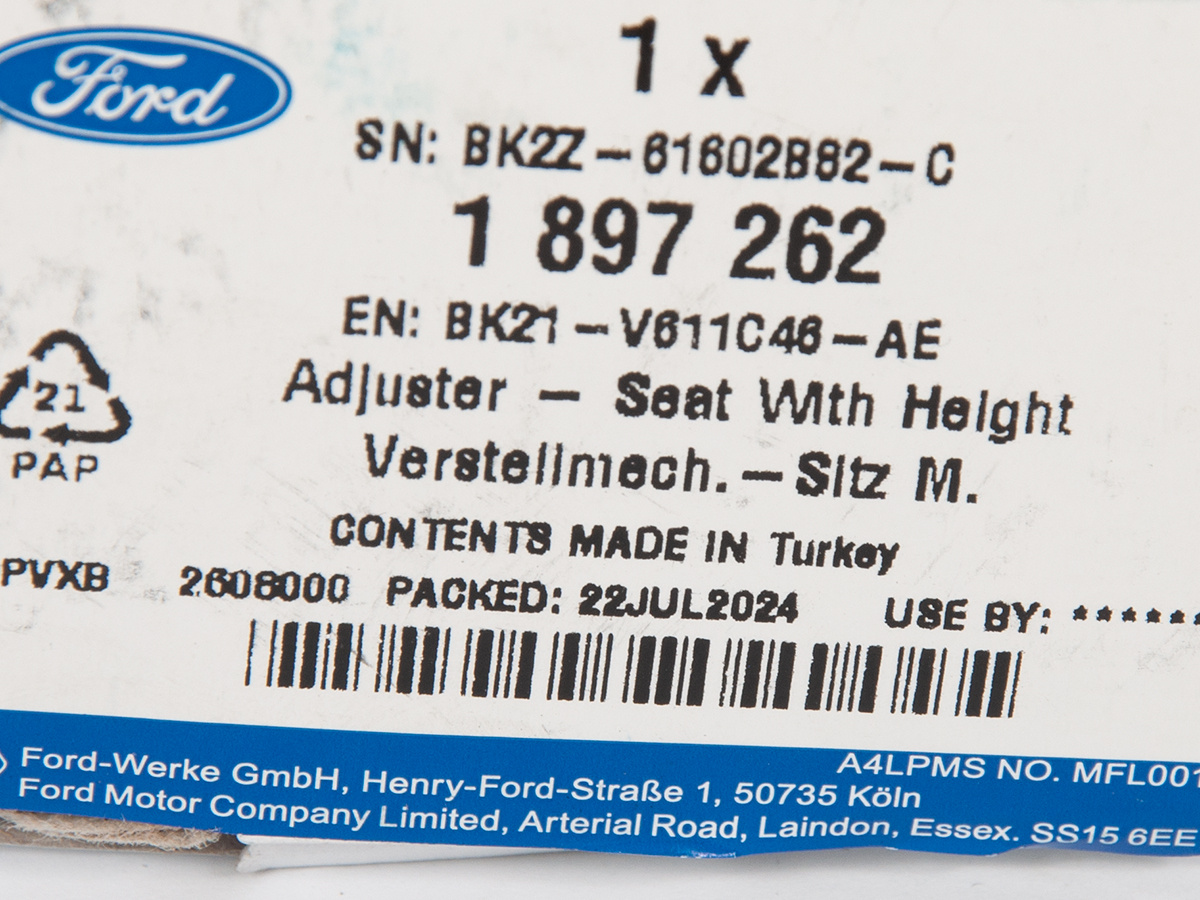 Ford
1 x
SN: BK2Z - 61602B82 - C
1 897 262
EN: BK21 - V611C46 - AE
Adjuster - Seat With Height
Verstellmech. - Sitz M.
21
PAP
CONTENTS MADE IN Turkey
PVXB 2608000 PACKED: 22JUL2024 USE BY: ******
Ford-Werke GmbH, Henry-Ford-Straße 1, 50735 Köln
A4LPMS NO. MFL001
Ford Motor Company Limited, Arterial Road, Laindon, Essex. SS15 6EE